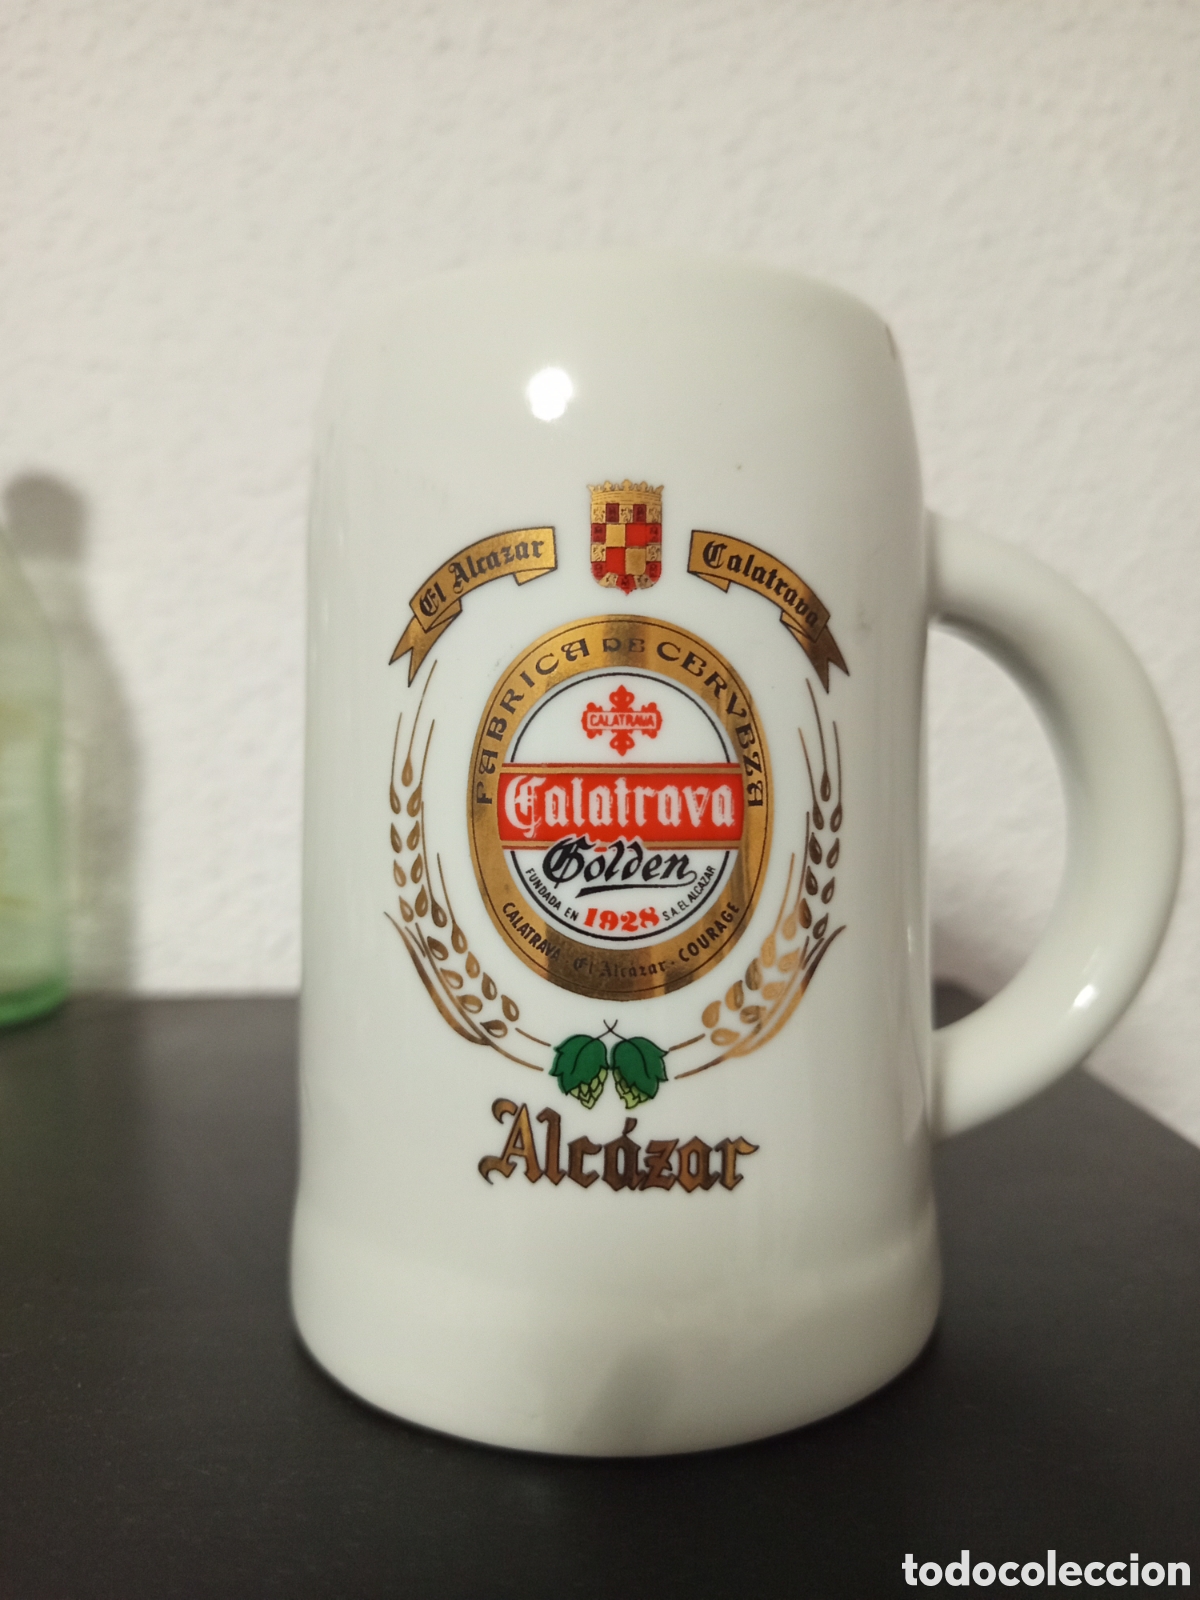 El Alcazar
Calatrava
FABRICA DE CERVEZA
CALATRAVA
Calatrava
Golden
FUNDADA EN 1928 S.A. EL ALCAZAR
CALATRAVA · El Alcázar · COURAGE
Alcázar
todocoleccion